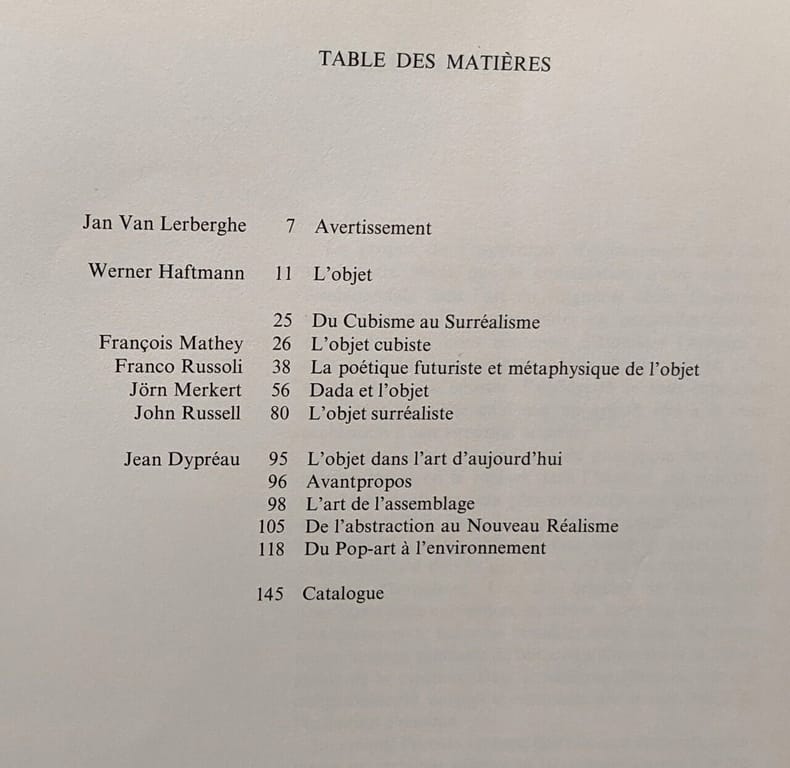 TABLE DES MATIÈRES
Jan Van Lerberghe 7 Avertissement
Werner Haftmann 11 L'objet
25 Du Cubisme au Surréalisme
François Mathey 26 L'objet cubiste
Franco Russoli 38 La poétique futuriste et métaphysique de l'objet
Jörn Merkert 56 Dada et l'objet
John Russell 80 L'objet surréaliste
Jean Dypréau 95 L'objet dans l'art d'aujourd'hui
96 Avantpropos
98 L'art de l'assemblage
105 De l'abstraction au Nouveau Réalisme
118 Du Pop-art à l'environnement
145 Catalogue